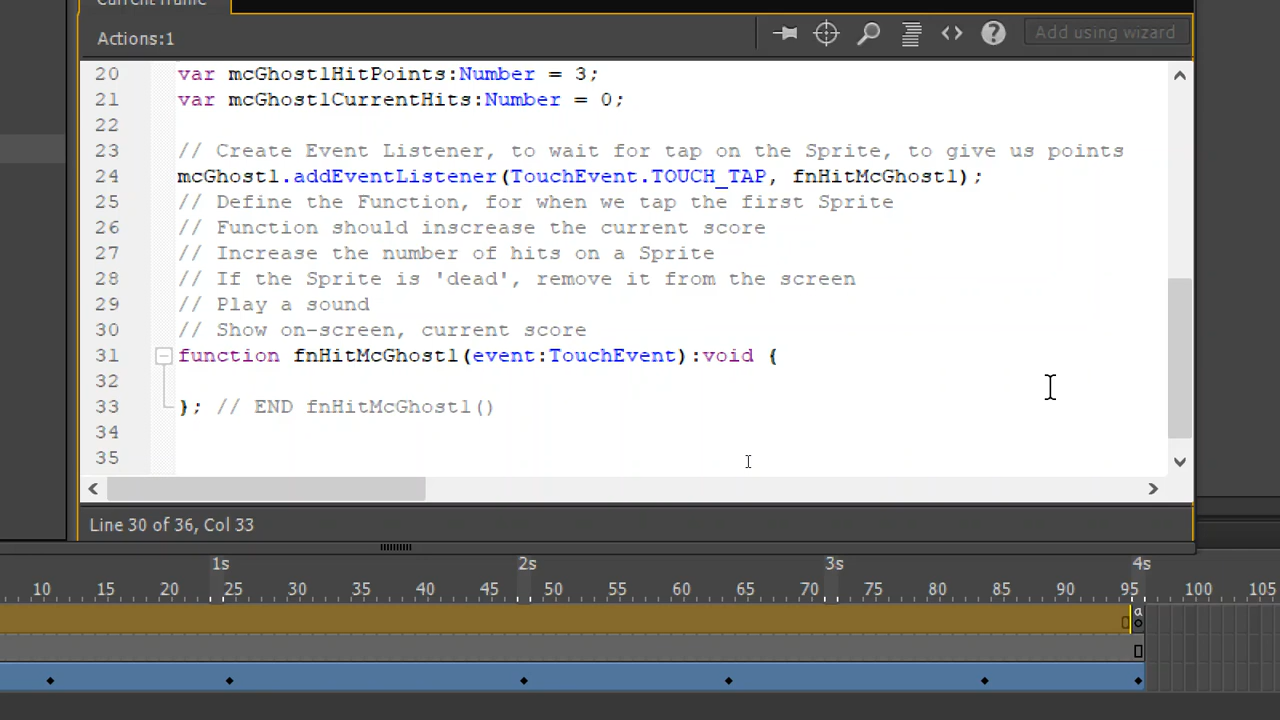 Current frame
Actions:1
Add using wizard
20 var mcGhost1HitPoints:Number = 3;
21 var mcGhost1CurrentHits:Number = 0;
22
23 // Create Event Listener, to wait for tap on the Sprite, to give us points
24 mcGhost1.addEventListener(TouchEvent.TOUCH_TAP, fnHitMcGhost1);
25 // Define the Function, for when we tap the first Sprite
26 // Function should inscrease the current score
27 // Increase the number of hits on a Sprite
28 // If the Sprite is 'dead', remove it from the screen
29 // Play a sound
30 // Show on-screen, current score
31 function fnHitMcGhost1(event:TouchEvent):void {
32
33 }; // END fnHitMcGhost1()
34
35
Line 30 of 36, Col 33
1s 2s 3s 4s
10 15 20 25 30 35 40 45 50 55 60 65 70 75 80 85 90 95 100 105
a